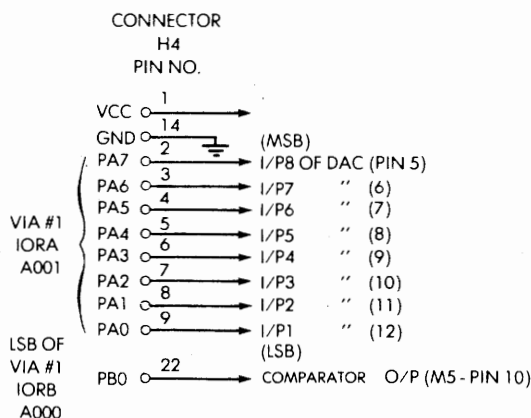 CONNECTOR
H4
PIN NO.
VCC 1
GND 14 (MSB)
PA7 2 I/P8 OF DAC (PIN 5)
PA6 3 I/P7 " (6)
PA5 4 I/P6 " (7)
PA4 5 I/P5 " (8)
PA3 6 I/P4 " (9)
PA2 7 I/P3 " (10)
PA1 8 I/P2 " (11)
PA0 9 I/P1 " (12)
(LSB)
VIA #1
IORA
A001
LSB OF
VIA #1
IORB
A000
PB0 22 COMPARATOR O/P (M5 - PIN 10)